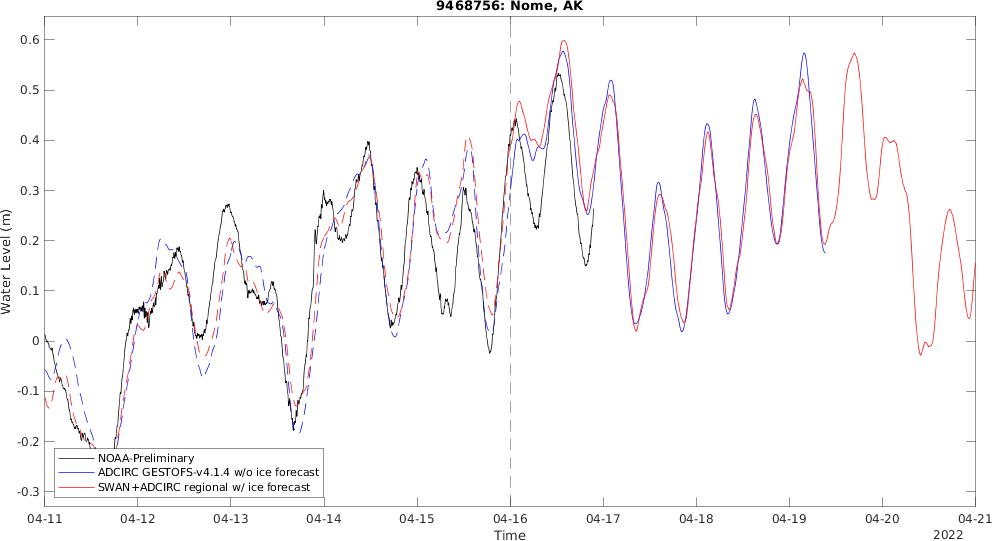 9468756: Nome, AK
Water Level (m)
0.6
0.5
0.4
0.3
0.2
0.1
0
-0.1
-0.2
-0.3
NOAA-Preliminary
ADCIRC GESTOFS-v4.1.4 w/o ice forecast
SWAN+ADCIRC regional w/ ice forecast
04-11 04-12 04-13 04-14 04-15 04-16 04-17 04-18 04-19 04-20 04-21
Time
2022